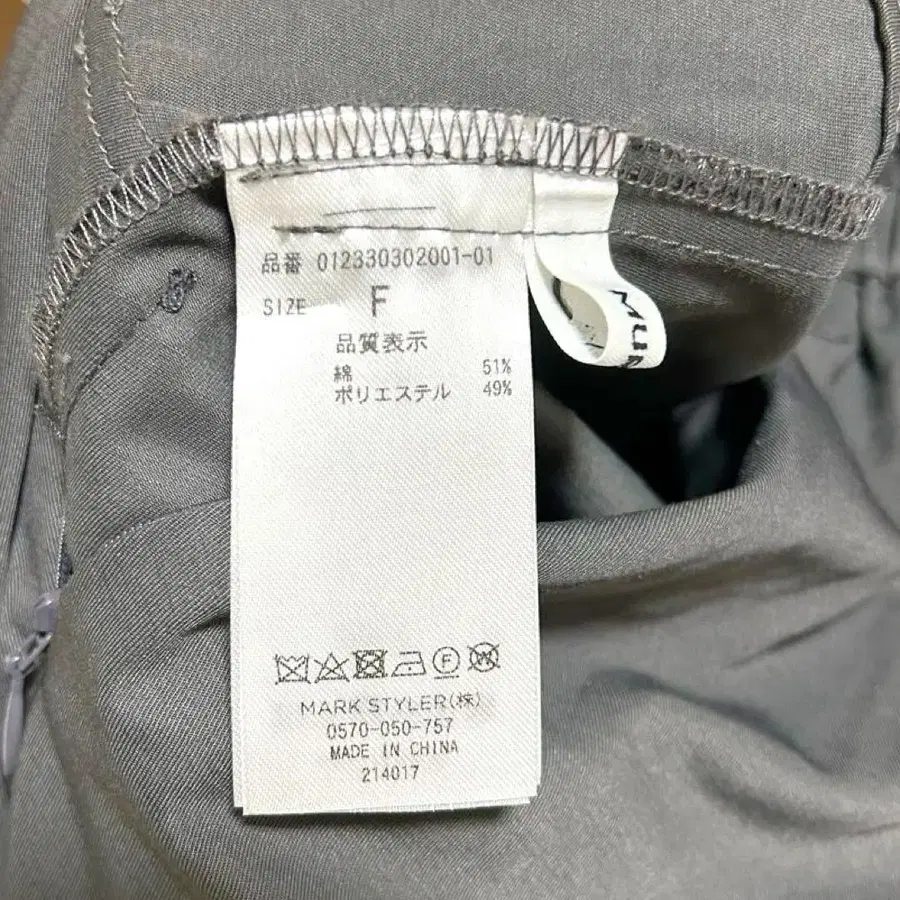 品番 012330302001-01
SIZE F
品質表示
綿 51%
ポリエステル 49%
F
W
MARK STYLER(株)
0570-050-757
MADE IN CHINA
214017